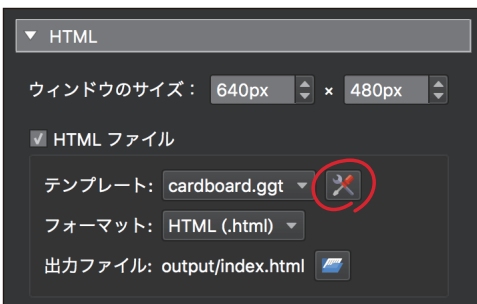 HTML
ウィンドウのサイズ： 640px × 480px
HTML ファイル
テンプレート: cardboard.ggt
フォーマット: HTML (.html)
出力ファイル: output/index.html